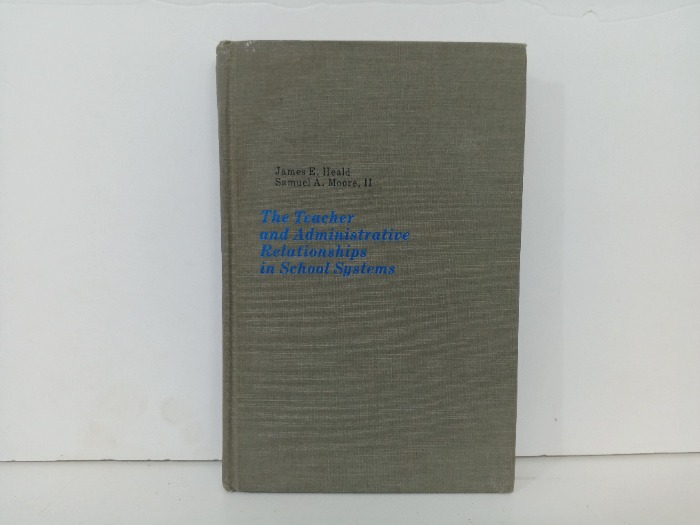 James E. Heald
Samuel A. Moore, II
The Teacher
and Administrative
Relationships
in School Systems